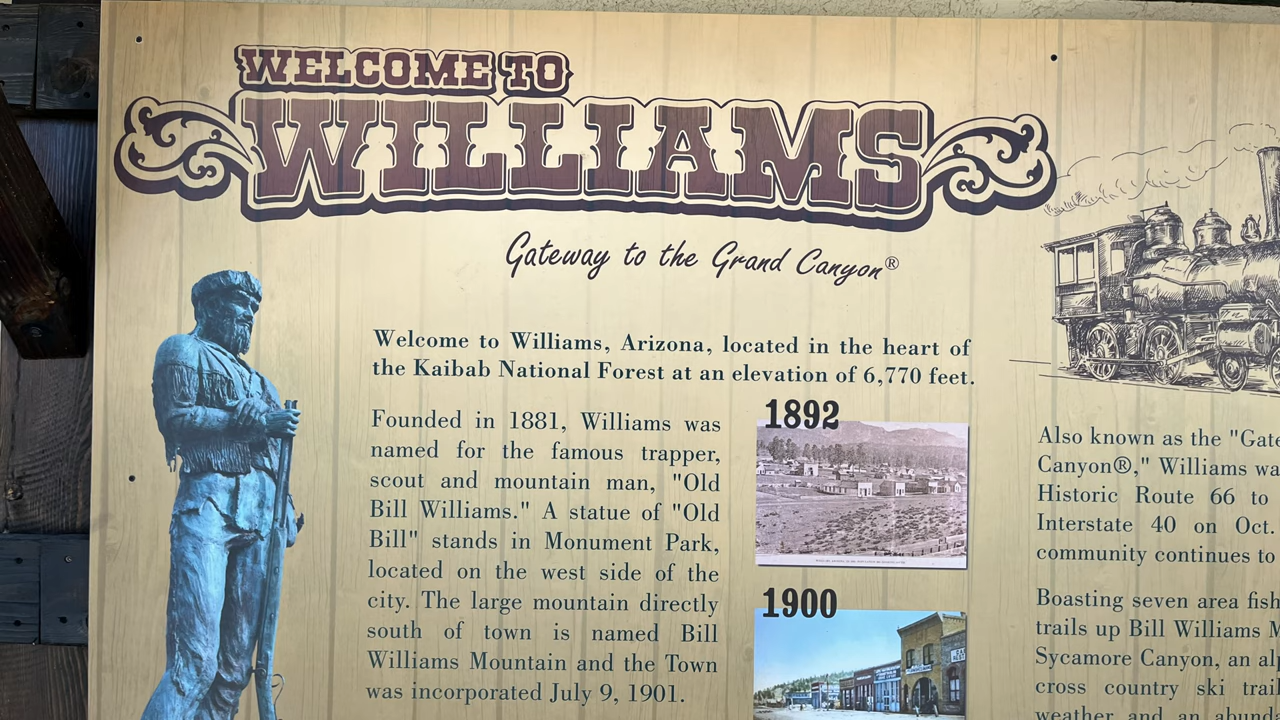 WELCOME TO
WILLIAMS
Gateway to the Grand Canyon®
Welcome to Williams, Arizona, located in the heart of
the Kaibab National Forest at an elevation of 6,770 feet.
Founded in 1881, Williams was
named for the famous trapper,
scout and mountain man, "Old
Bill Williams." A statue of "Old
Bill" stands in Monument Park,
located on the west side of the
city. The large mountain directly
south of town is named Bill
Williams Mountain and the Town
was incorporated July 9, 1901.
1892
1900
Also known as the "Gate
Canyon®," Williams wa
Historic Route 66 to
Interstate 40 on Oct.
community continues to
Boasting seven area fish
trails up Bill Williams M
Sycamore Canyon, an alp
cross country ski trail
weather and an abund